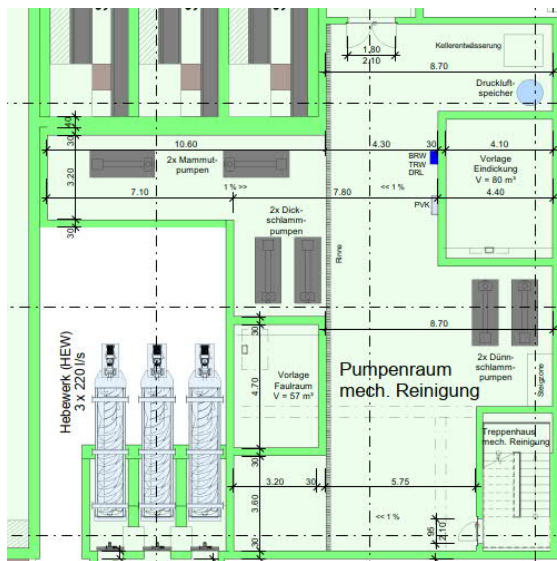 Kellerentwässerung
1.80
2.10
8.70
Druckluft-
speicher
40
30
10.60
4.30
30
4.10
2x Mammut-
pumpen
BRW
TRW
DRL
Vorlage
Eindickung
V = 80 m³
3.20
7.10
1 % >>
7.80
<< 1 %
4.40
PVK
30
2x Dick-
schlamm-
pumpen
Rinne
8.70
30
Hebewerk (HEW)
3 x 220 l/s
4.70
Vorlage
Faulraum
V = 57 m³
Pumpenraum
mech. Reinigung
2x Dünn-
schlamm-
pumpen
Steigzone
Treppenhaus
mech. Reinigung
30
3.20
30
5.75
3.60
<< 1 %
95
2.10
30